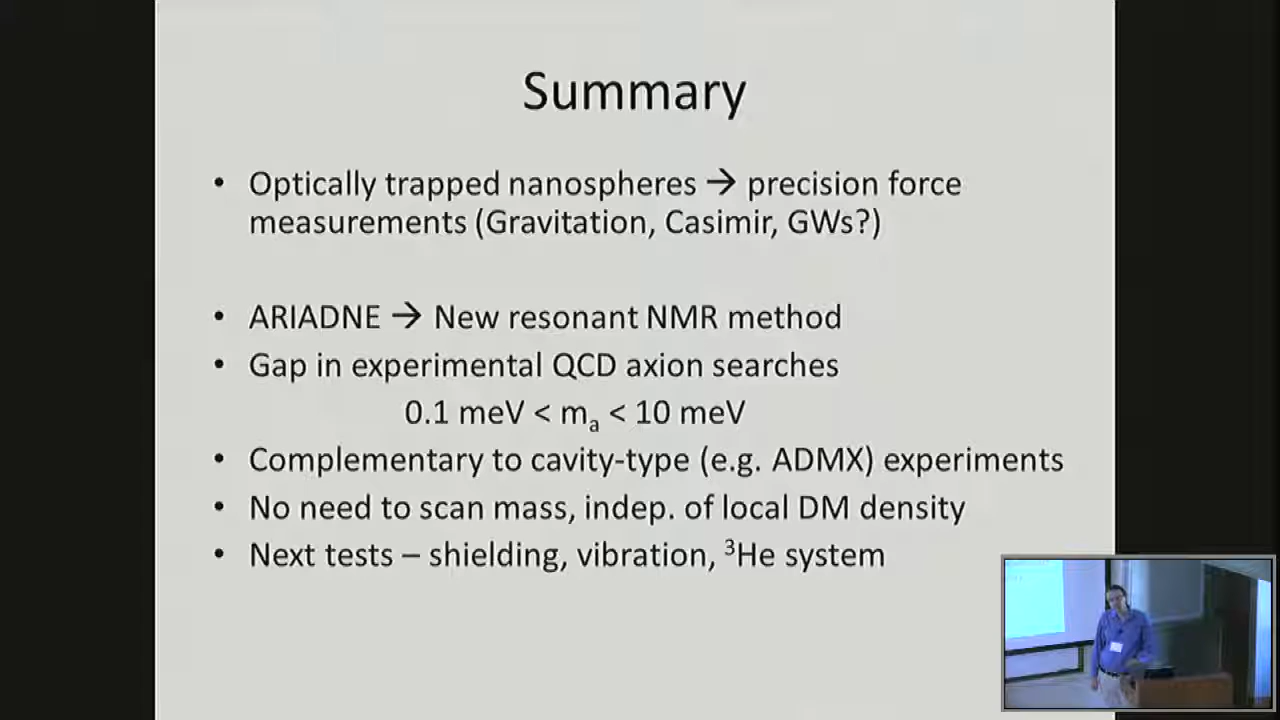 Summary
• Optically trapped nanospheres → precision force
measurements (Gravitation, Casimir, GWs?)
• ARIADNE → New resonant NMR method
• Gap in experimental QCD axion searches
0.1 meV < mₐ < 10 meV
• Complementary to cavity-type (e.g. ADMX) experiments
• No need to scan mass, indep. of local DM density
• Next tests – shielding, vibration, ³He system